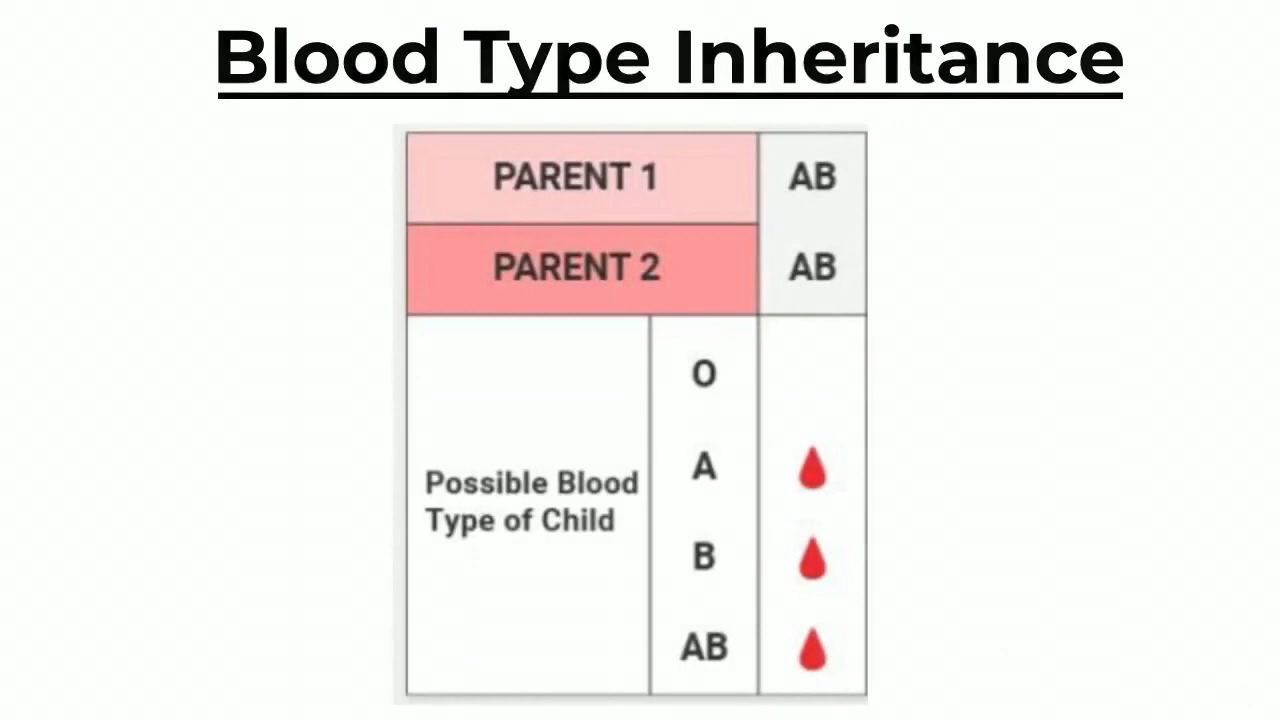 Blood Type Inheritance
PARENT 1
AB
PARENT 2
AB
Possible Blood
Type of Child
O
A
B
AB